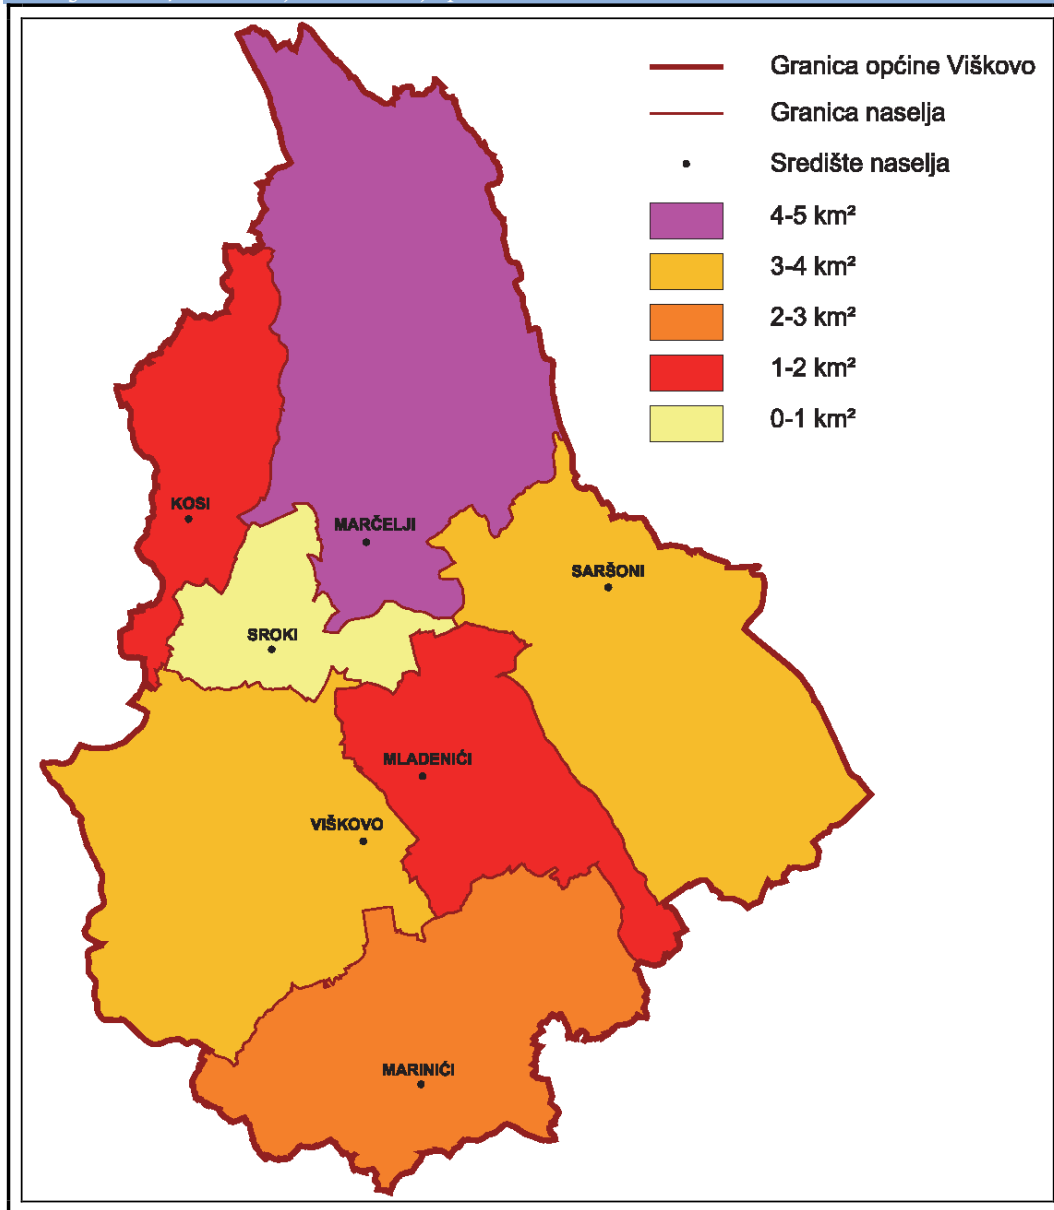 Granica općine Viškovo
Granica naselja
Središte naselja
4-5 km²
3-4 km²
2-3 km²
1-2 km²
0-1 km²
KOSI
MARČELJI
SARŠONI
SROKI
MLADENIĆI
VIŠKOVO
MARINIĆI